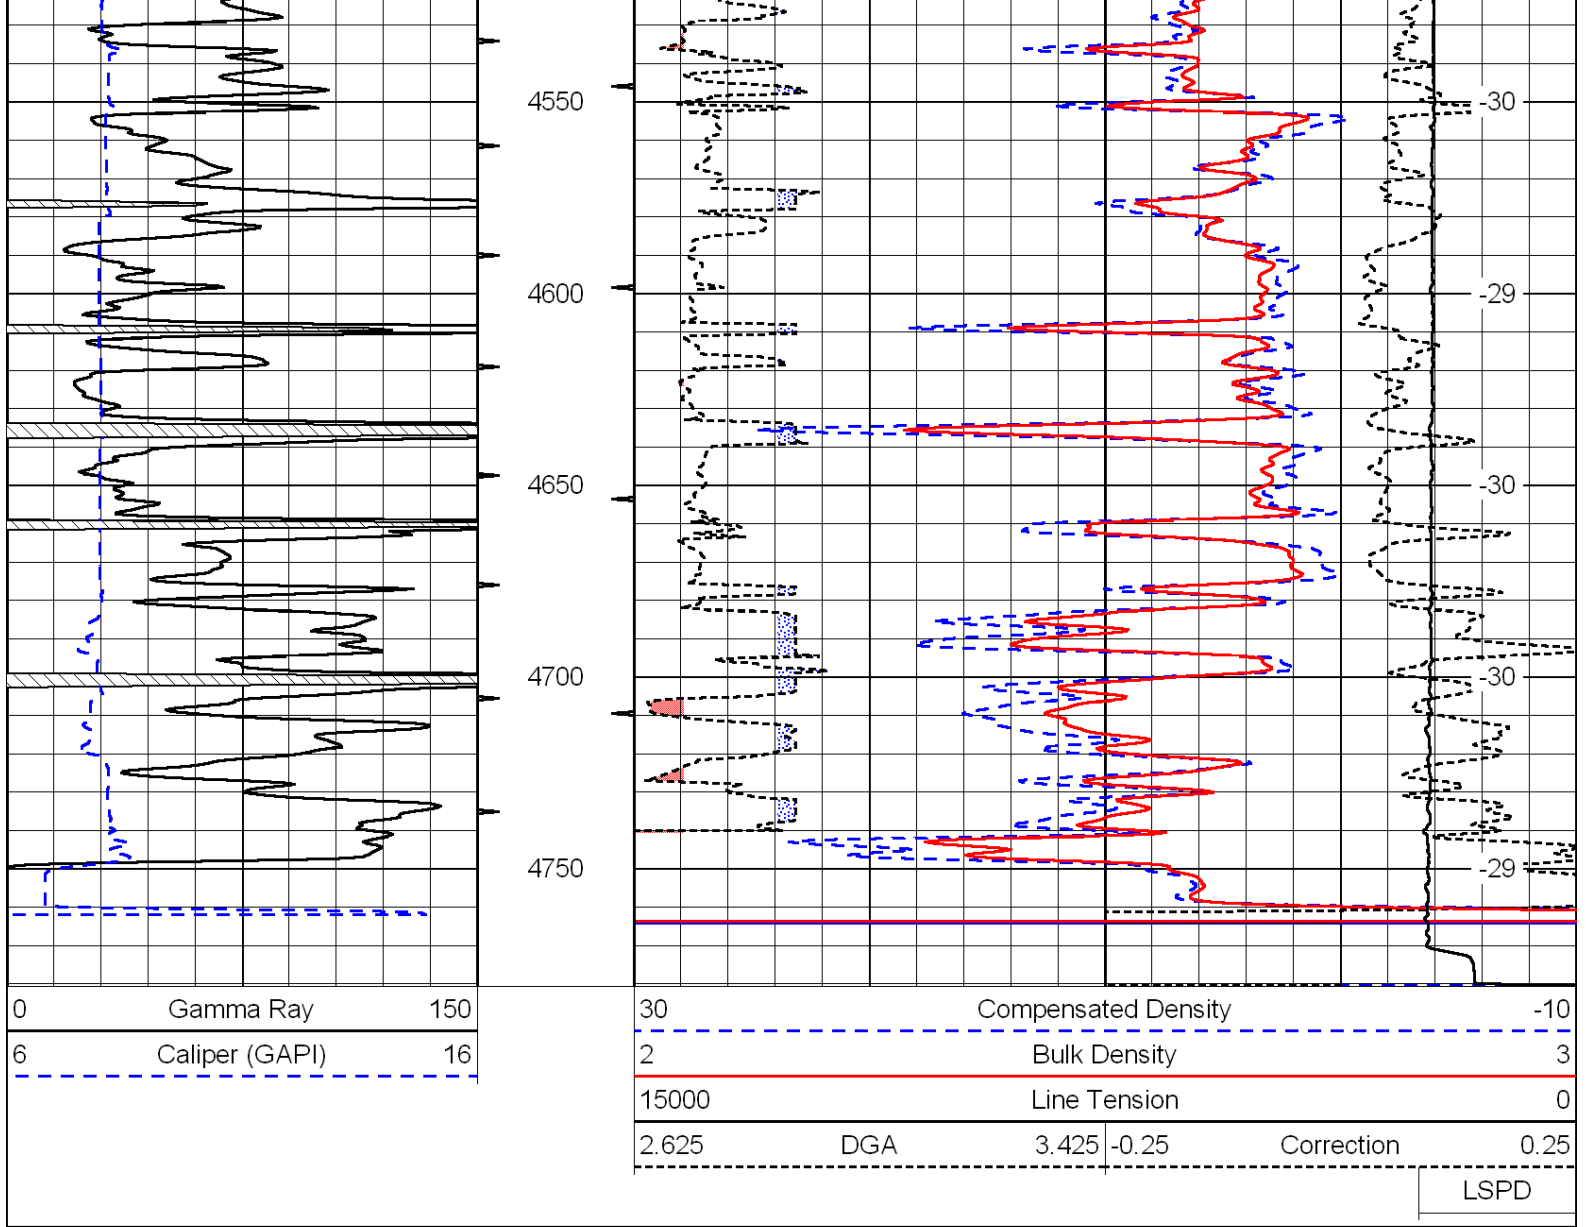 4550 -30
4600 -29
4650 -30
4700 -30
4750 -29
0 Gamma Ray 150
6 Caliper (GAPI) 16
30 Compensated Density -10
2 Bulk Density 3
15000 Line Tension 0
2.625 DGA 3.425 -0.25 Correction 0.25
LSPD